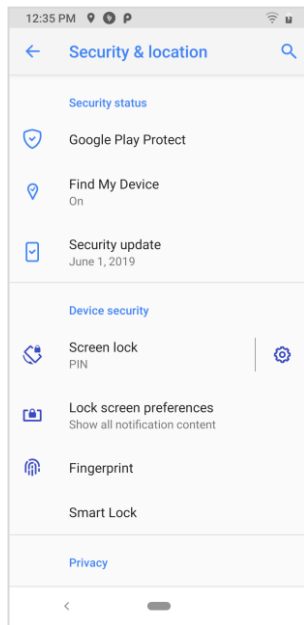 12:35 PM
Security & location
Security status
Google Play Protect
Find My Device
On
Security update
June 1, 2019
Device security
Screen lock
PIN
Lock screen preferences
Show all notification content
Fingerprint
Smart Lock
Privacy